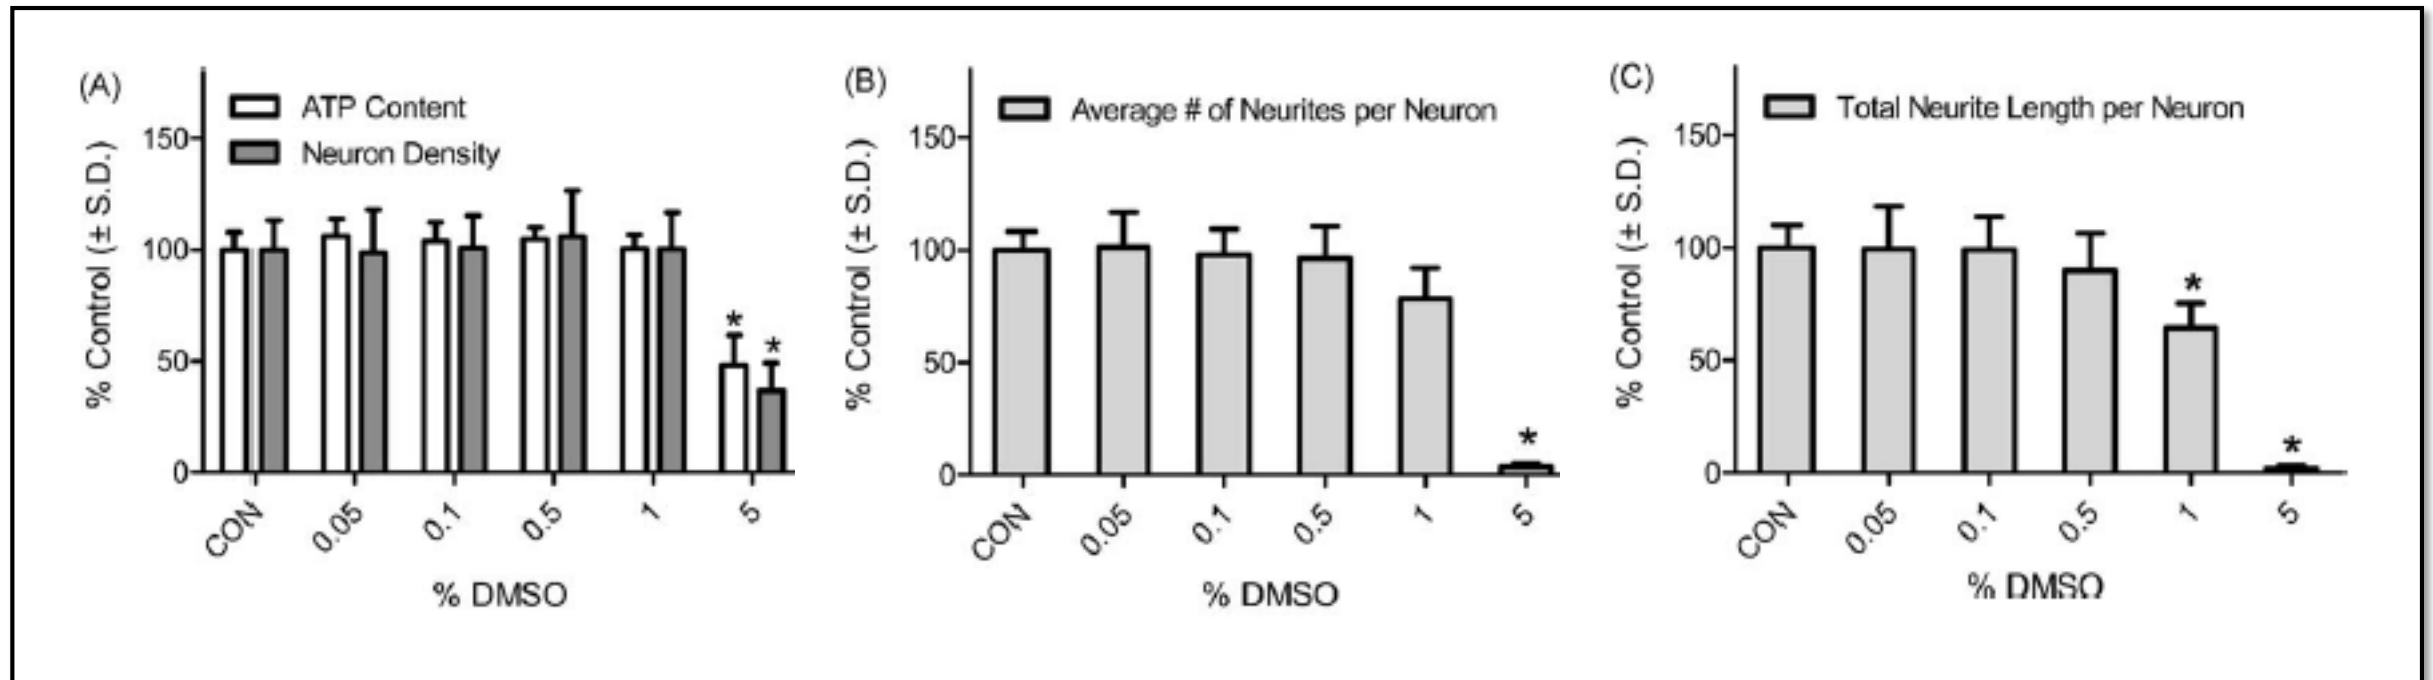 (A)
ATP Content
Neuron Density
% Control (± S.D.)
150
100
50
0
*
*
CON
0.05
0.1
0.5
1
5
% DMSO
(B)
Average # of Neurites per Neuron
% Control (± S.D.)
150
100
50
0
*
CON
0.05
0.1
0.5
1
5
% DMSO
(C)
Total Neurite Length per Neuron
% Control (± S.D.)
150
100
50
0
*
*
CON
0.05
0.1
0.5
1
5
% DMSO